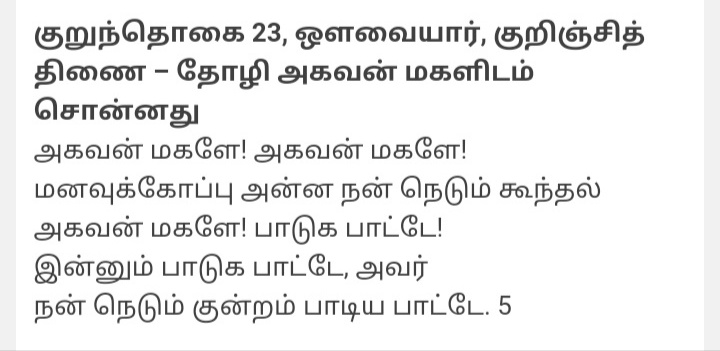 குறுந்தொகை 23, ஔவையார், குறிஞ்சித்
திணை – தோழி அகவன் மகளிடம்
சொன்னது
அகவன் மகளே! அகவன் மகளே!
மனவுக்கோப்பு அன்ன நன் நெடும் கூந்தல்
அகவன் மகளே! பாடுக பாட்டே!
இன்னும் பாடுக பாட்டே, அவர்
நன் நெடும் குன்றம் பாடிய பாட்டே. 5